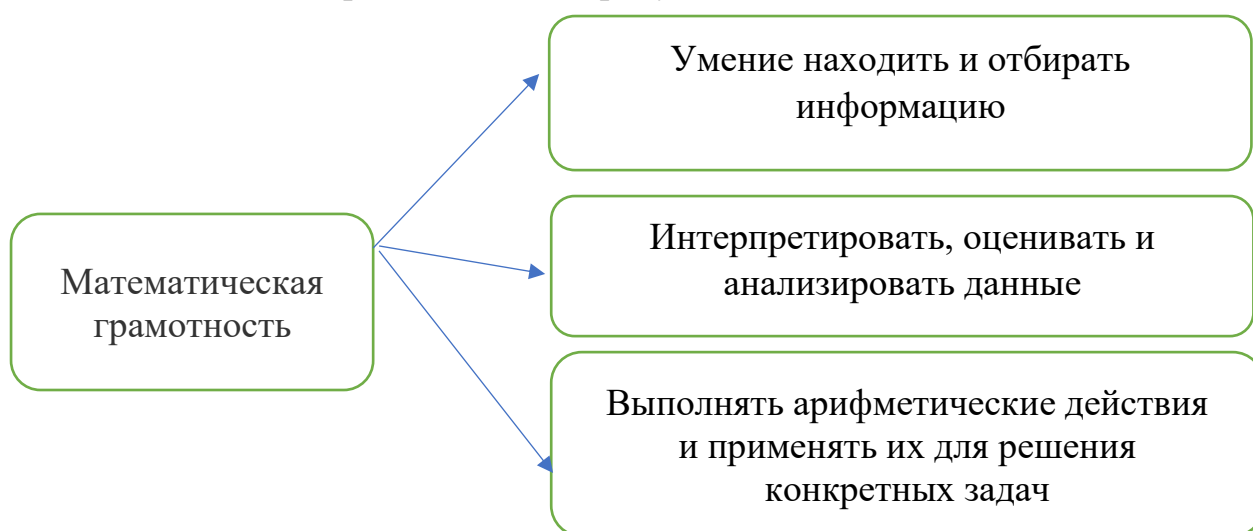 Умение находить и отбирать
информацию
Интерпретировать, оценивать и
анализировать данные
Математическая
грамотность
Выполнять арифметические действия
и применять их для решения
конкретных задач